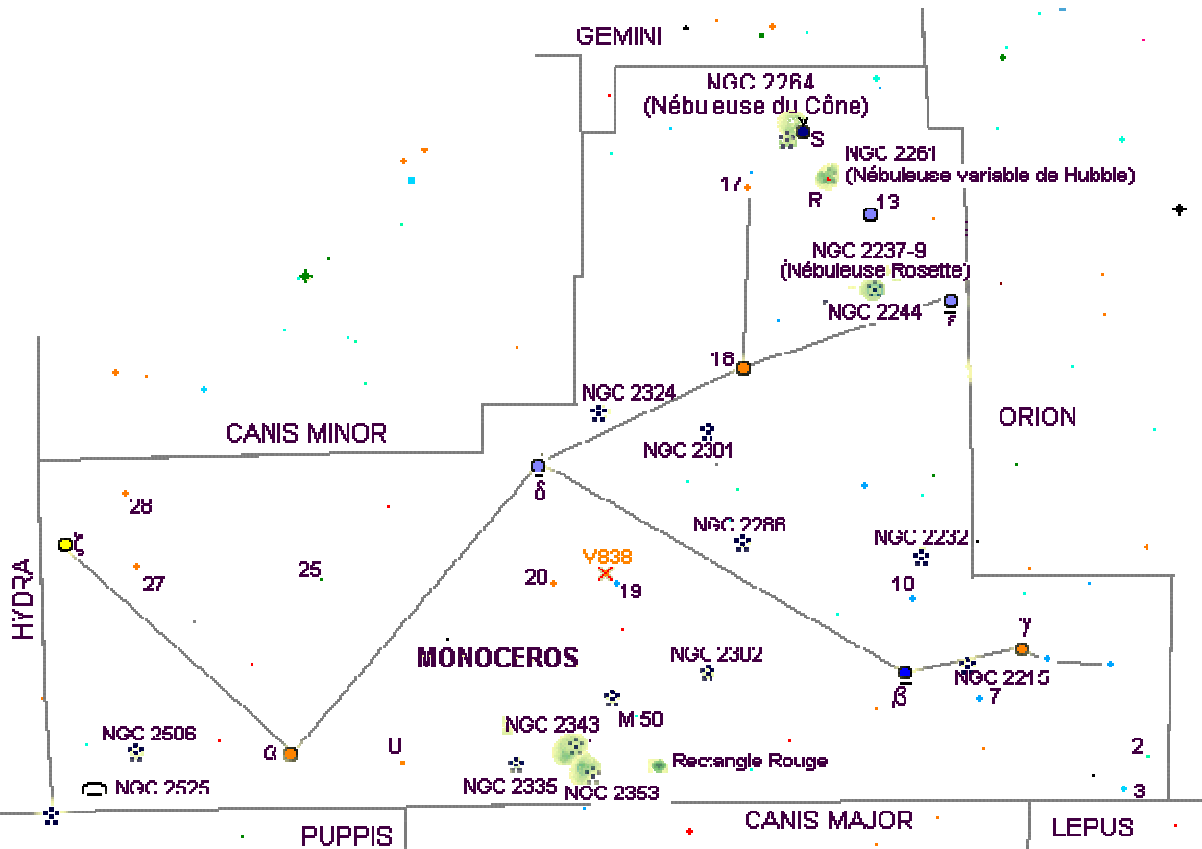 GEMINI
NGC 2264
(Nébuleuse du Cône)
S
NGC 2261
(Nébuleuse variable de Hubble)
17
R
13
NGC 2237-9
(Nébuleuse Rosette)
NGC 2244
18
NGC 2324
ORION
CANIS MINOR
NGC 2301
δ
28
NGC 2286
NGC 2232
ζ
V838
27
25
20
19
10
HYDRA
γ
MONOCEROS
NGC 2302
NGC 2215
β
7
M 50
NGC 2506
NGC 2343
α
U
2
Rectangle Rouge
NGC 2525
NGC 2335
NGC 2353
3
PUPPIS
CANIS MAJOR
LEPUS